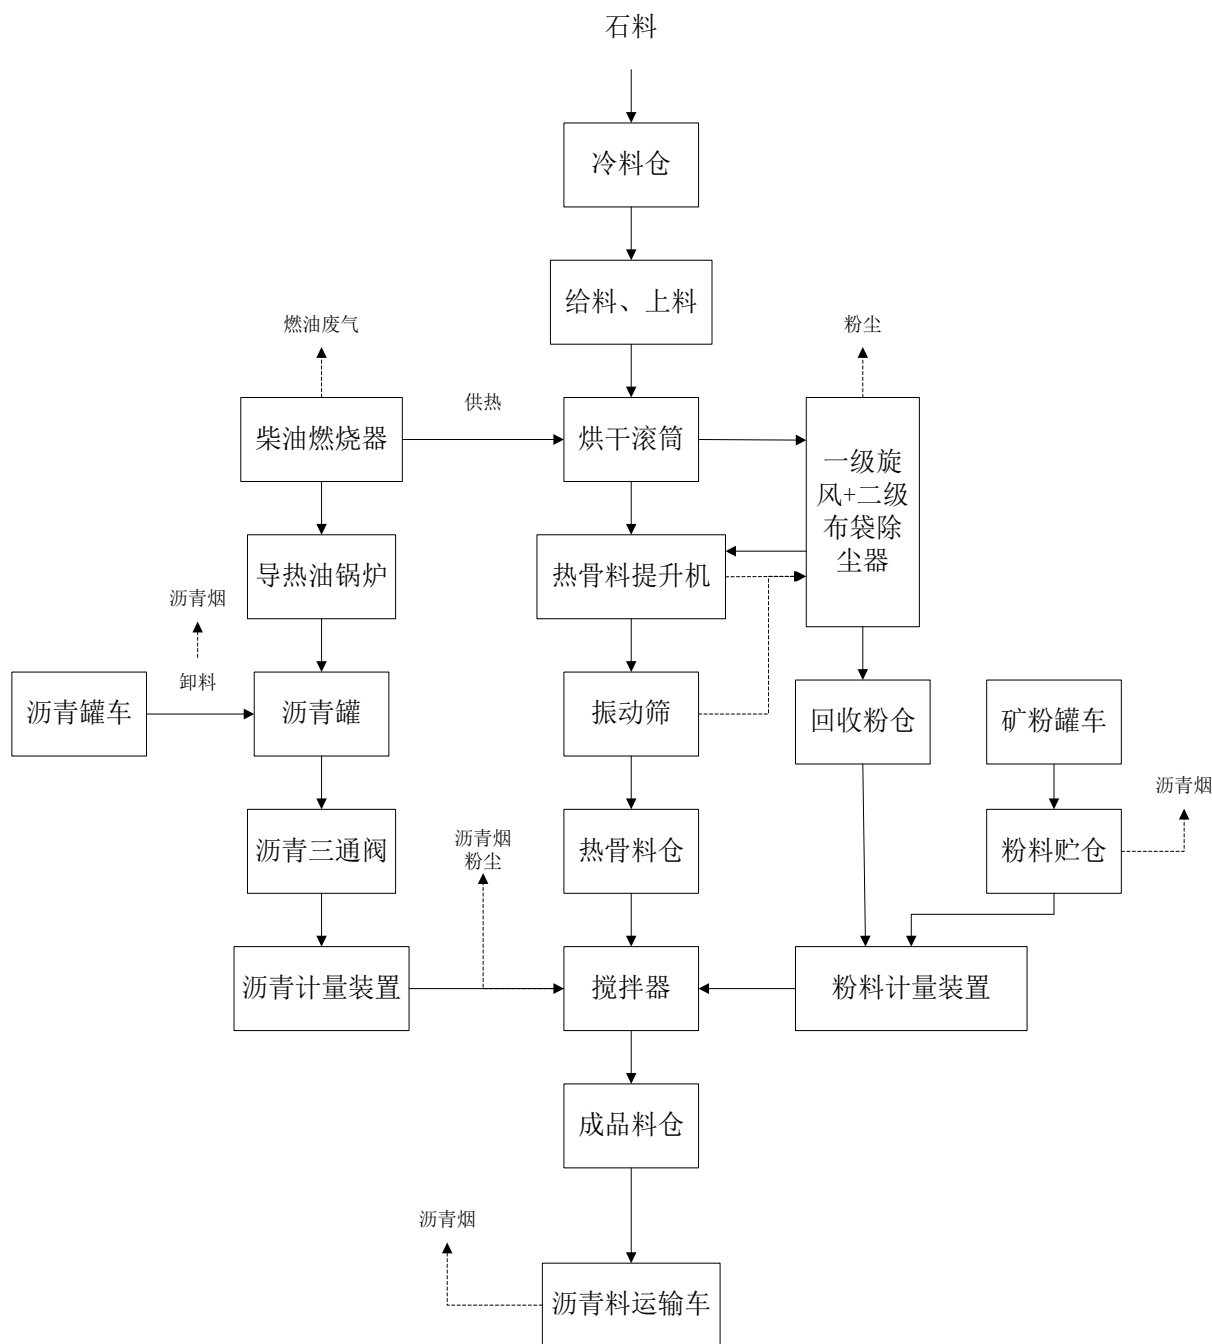 石料
冷料仓
给料、上料
燃油废气
粉尘
柴油燃烧器
供热
烘干滚筒
一级旋
风+二级
布袋除
尘器
导热油锅炉
热骨料提升机
沥青烟
卸料
沥青罐车
沥青罐
振动筛
回收粉仓
矿粉罐车
沥青烟
沥青三通阀
沥青烟
粉尘
热骨料仓
粉料贮仓
沥青计量装置
搅拌器
粉料计量装置
成品料仓
沥青烟
沥青料运输车